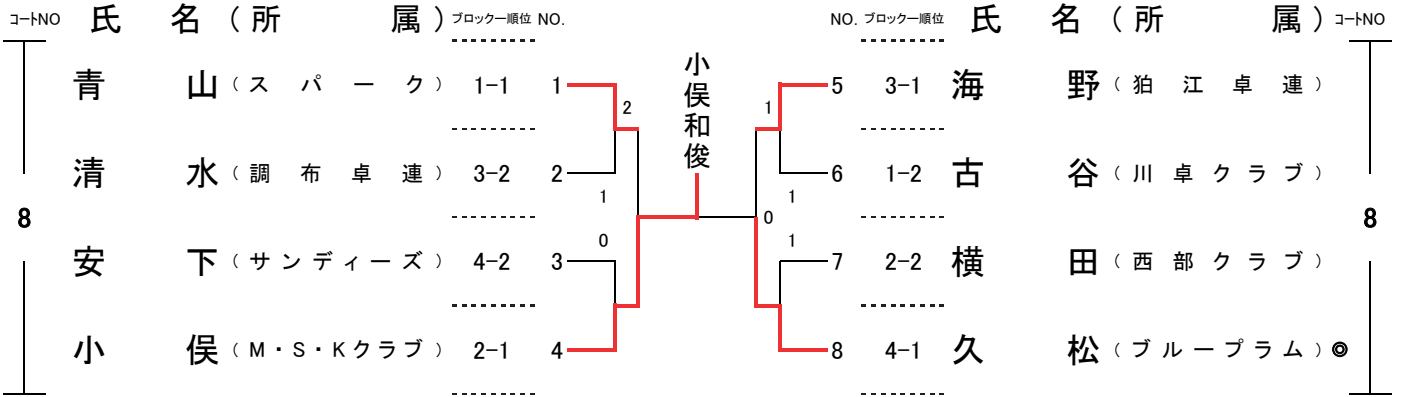 コートNO 氏 名 （ 所 属 ） ブロック－順位 NO. NO. ブロック－順位 氏 名 （ 所 属 ） コートNO
小俣和俊
青 山 （ ス パ ー ク ） 1-1 1 5 3-1 海 野 （ 狛 江 卓 連 ）
2 1
清 水 （ 調 布 卓 連 ） 3-2 2 6 1-2 古 谷 （ 川 卓 ク ラ ブ ）
1 1
8 0 8
0 1
安 下 （ サ ン デ ィ ー ズ ） 4-2 3 7 2-2 横 田 （ 西 部 ク ラ ブ ）
小 俣 （ M ・ S ・ K ク ラ ブ ） 2-1 4 8 4-1 久 松 （ ブ ル ー プ ラ ム ） ◎